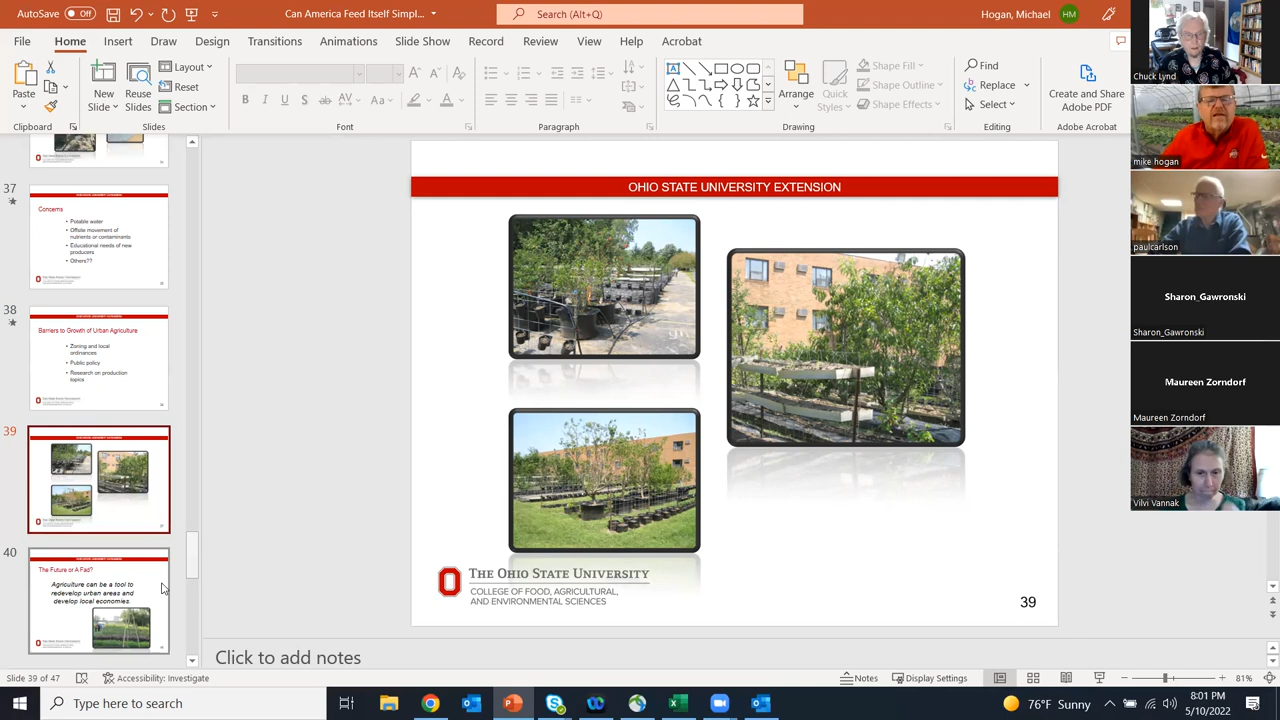 AutoSave Off
Can America Feed Itself Som...
Search
Hogan, Michael
HM
File
Home
Insert
Draw
Design
Transitions
Animations
Slide Show
Record
Review
View
Help
Acrobat
Paste
Clipboard
New
Slide
Reuse
Slides
Layout
Reset
Section
Slides
Font
Paragraph
Arrange
Quick
Styles
Shape Fill
Shape Outline
Shape Effects
Drawing
Find
Replace
Select
Editing
Create and Share
Adobe PDF
Adobe Acrobat
37
Concerns
• Potable water
• Offsite movement of
nutrients or contaminants
• Educational needs of new
producers
• Others??
38
Barriers to Growth of Urban Agriculture
• Zoning and local
ordinances
• Public policy
• Research on production
topics
39
40
The Future or A Fad?
Agriculture can be a tool to
redevelop urban areas and
develop local economies.
OHIO STATE UNIVERSITY EXTENSION
THE OHIO STATE UNIVERSITY
COLLEGE OF FOOD, AGRICULTURAL,
AND ENVIRONMENTAL SCIENCES
39
Click to add notes
Chuck Lynd
mike hogan
paulcarlson
Sharon_Gawronski
Sharon_Gawronski
Maureen Zorndorf
Maureen Zorndorf
Vilvi Vannak
Slide 39 of 47
Accessibility: Investigate
Notes
Display Settings
81%
Type here to search
76°F Sunny
8:01 PM
5/10/2022